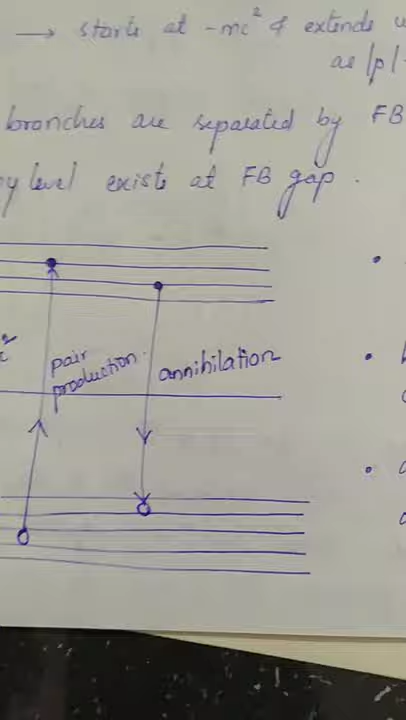 → starts at -mc² & extends
as |p|
branches are separated by FB
level exists at FB gap.
pair
production.
annihilation